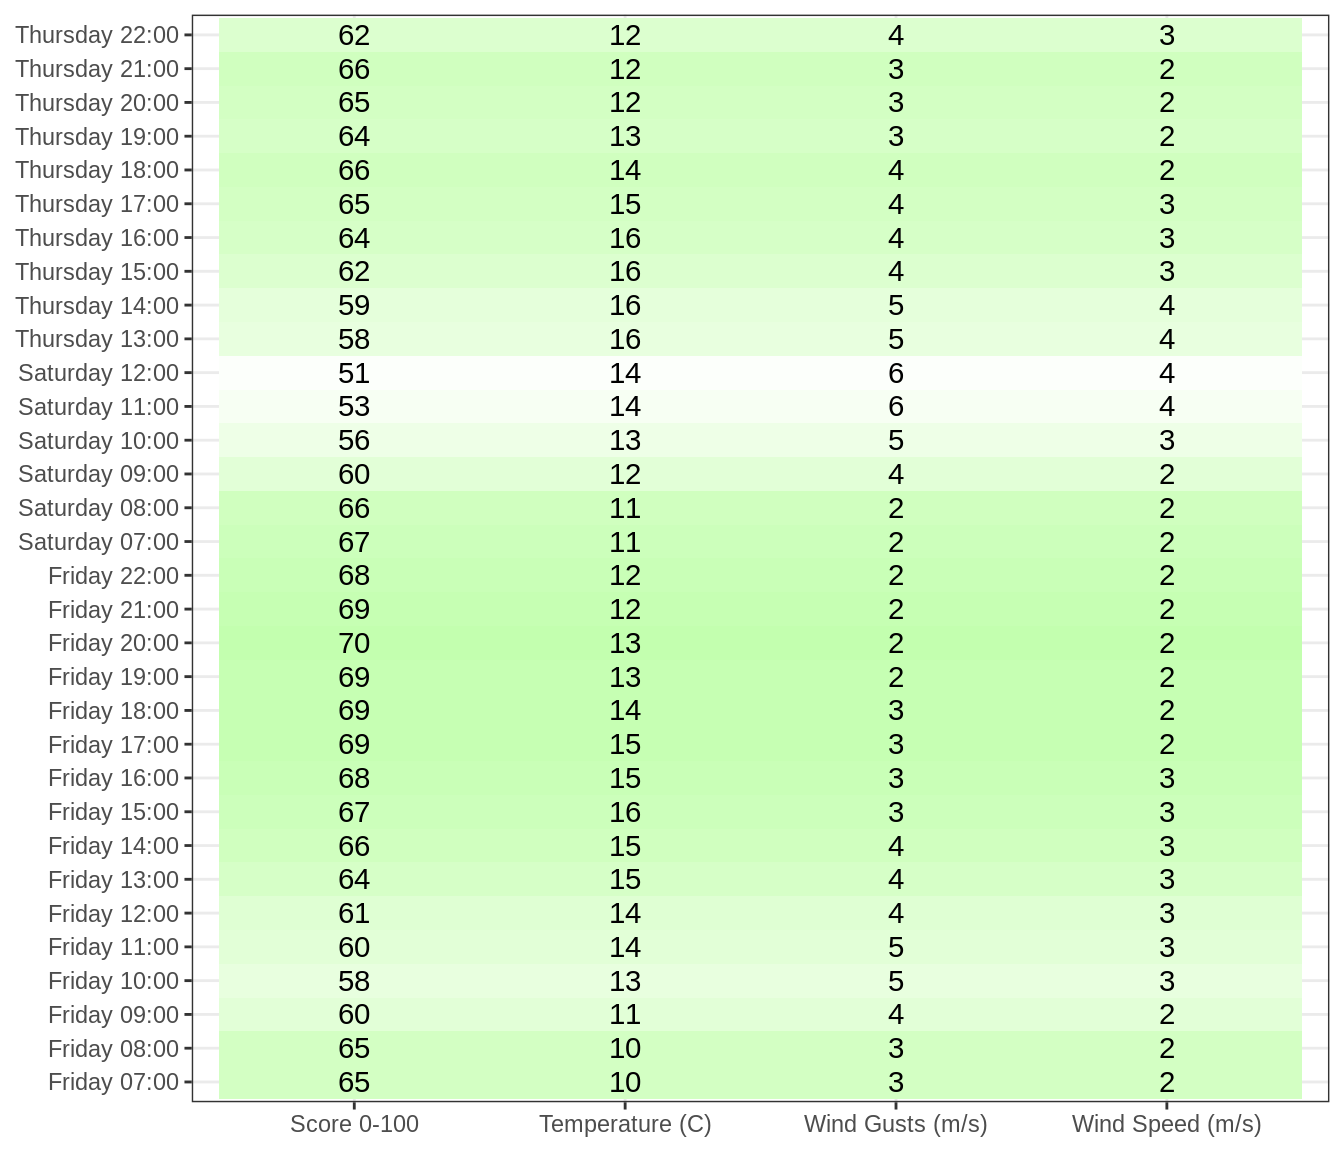 Thursday 22:00 62 12 4 3
Thursday 21:00 66 12 3 2
Thursday 20:00 65 12 3 2
Thursday 19:00 64 13 3 2
Thursday 18:00 66 14 4 2
Thursday 17:00 65 15 4 3
Thursday 16:00 64 16 4 3
Thursday 15:00 62 16 4 3
Thursday 14:00 59 16 5 4
Thursday 13:00 58 16 5 4
Saturday 12:00 51 14 6 4
Saturday 11:00 53 14 6 4
Saturday 10:00 56 13 5 3
Saturday 09:00 60 12 4 2
Saturday 08:00 66 11 2 2
Saturday 07:00 67 11 2 2
Friday 22:00 68 12 2 2
Friday 21:00 69 12 2 2
Friday 20:00 70 13 2 2
Friday 19:00 69 13 2 2
Friday 18:00 69 14 3 2
Friday 17:00 69 15 3 2
Friday 16:00 68 15 3 3
Friday 15:00 67 16 3 3
Friday 14:00 66 15 4 3
Friday 13:00 64 15 4 3
Friday 12:00 61 14 4 3
Friday 11:00 60 14 5 3
Friday 10:00 58 13 5 3
Friday 09:00 60 11 4 2
Friday 08:00 65 10 3 2
Friday 07:00 65 10 3 2
Score 0-100 Temperature (C) Wind Gusts (m/s) Wind Speed (m/s)